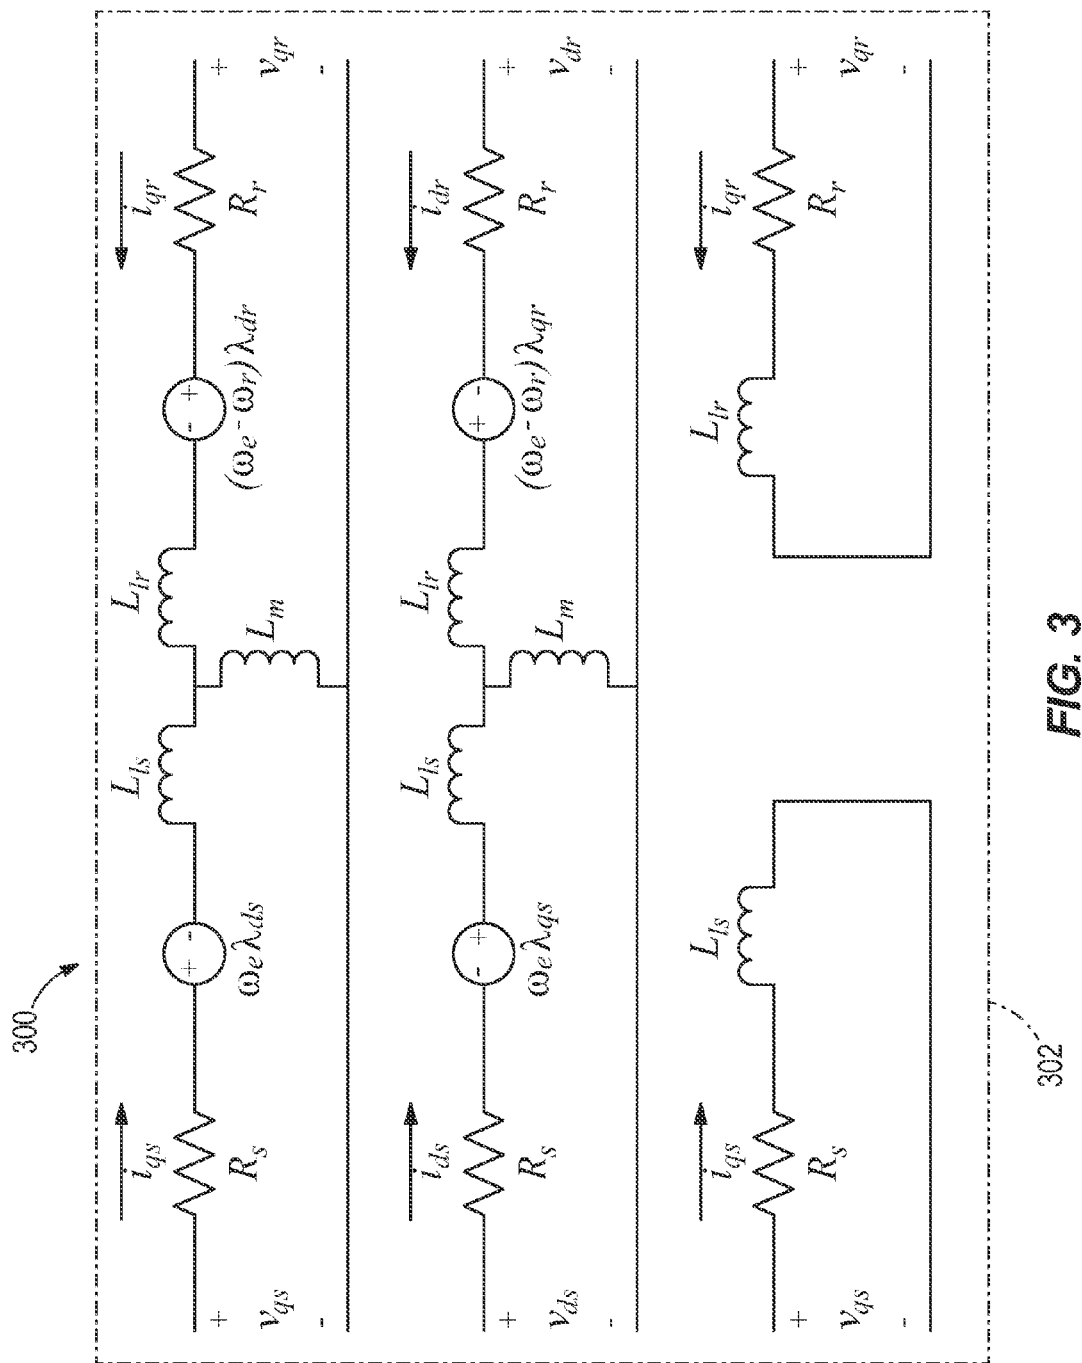 300
i_qs
i_qr
R_s
R_r
+ v_qs -
+ -
ω_e λ_ds
L_ls
L_m
L_lr
- +
(ω_e - ω_r) λ_dr
+ v_qr -
i_ds
i_dr
R_s
R_r
+ v_ds -
- +
ω_e λ_qs
L_ls
L_m
L_lr
+ -
(ω_e - ω_r) λ_qr
+ v_dr -
i_qs
i_qr
R_s
R_r
+ v_qs -
L_ls
L_lr
+ v_qr -
302
FIG. 3